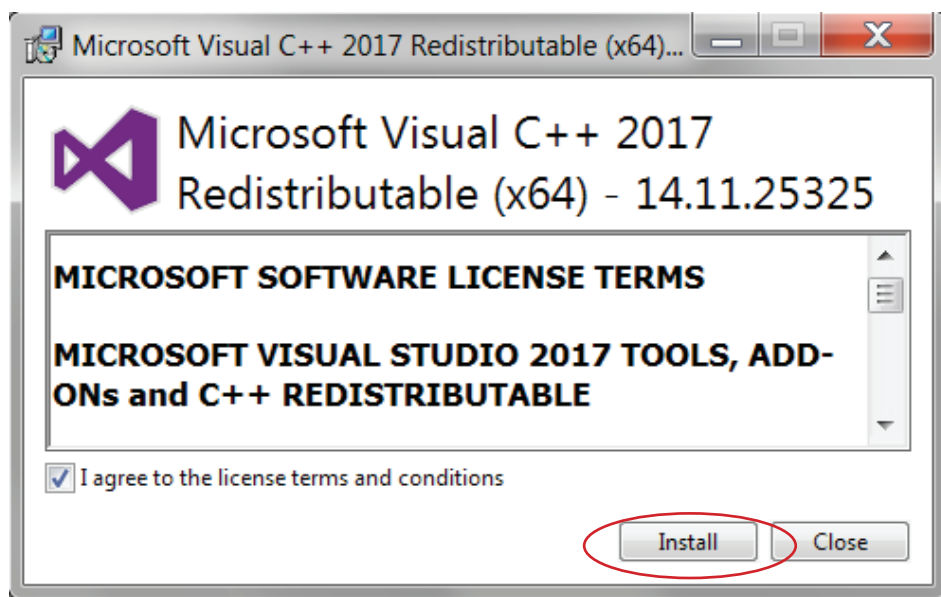 Microsoft Visual C++ 2017 Redistributable (x64)...
Microsoft Visual C++ 2017
Redistributable (x64) - 14.11.25325
MICROSOFT SOFTWARE LICENSE TERMS
MICROSOFT VISUAL STUDIO 2017 TOOLS, ADD-
ONs and C++ REDISTRIBUTABLE
I agree to the license terms and conditions
Install Close